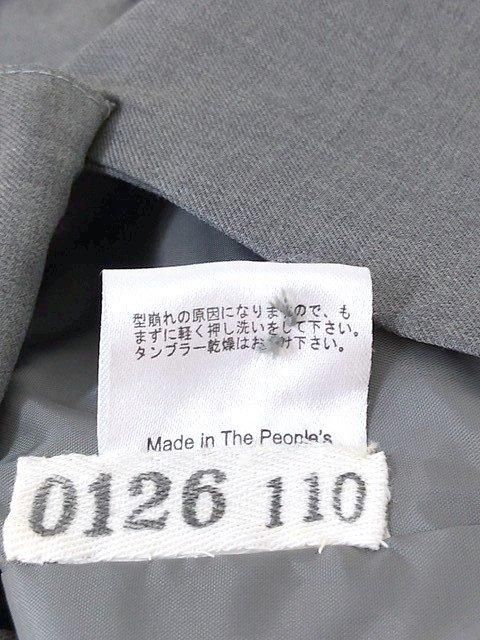 型崩れの原因になりますので、も
まずに軽く押し洗いをして下さい。
タンブラー乾燥はお避け下さい。
Made in The People's
0126 110